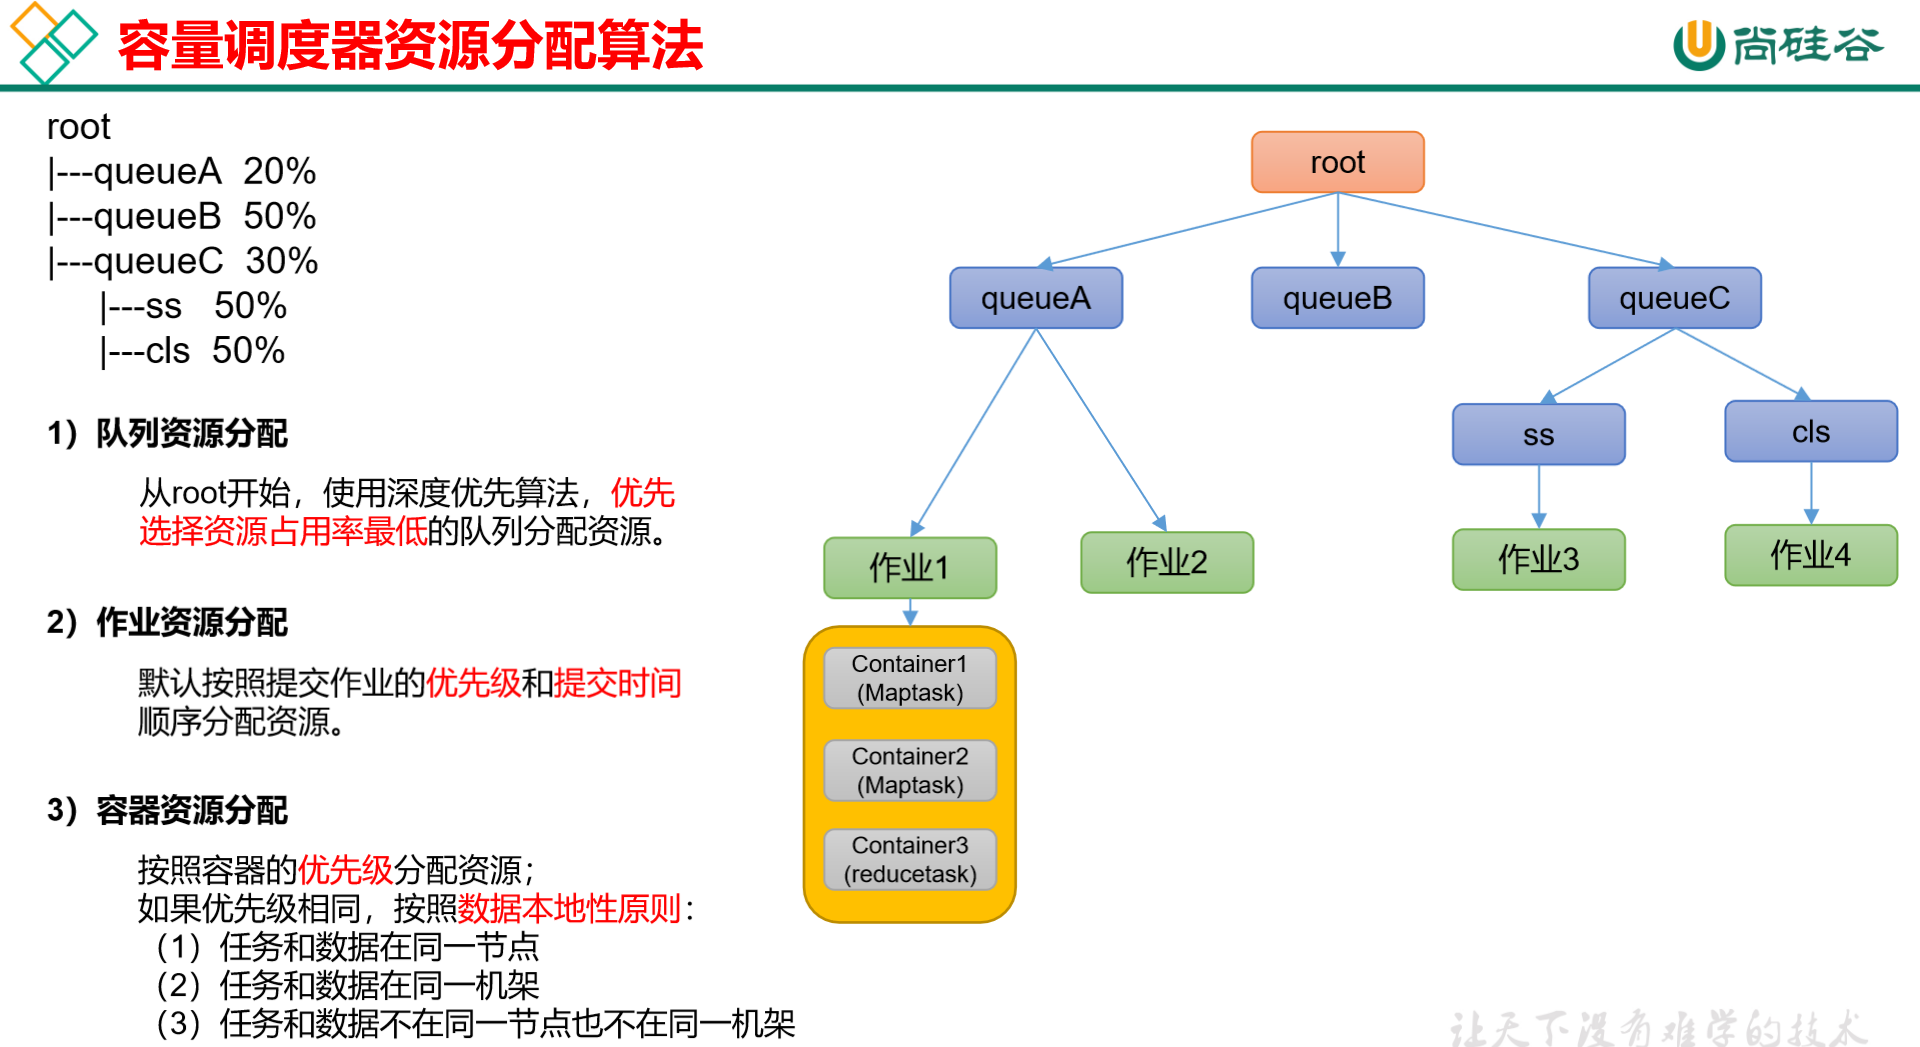 容量调度器资源分配算法
尚硅谷
root
|---queueA 20%
|---queueB 50%
|---queueC 30%
|---ss 50%
|---cls 50%
1）队列资源分配
从root开始，使用深度优先算法，优先
选择资源占用率最低的队列分配资源。
2）作业资源分配
默认按照提交作业的优先级和提交时间
顺序分配资源。
3）容器资源分配
按照容器的优先级分配资源；
如果优先级相同，按照数据本地性原则：
（1）任务和数据在同一节点
（2）任务和数据在同一机架
（3）任务和数据不在同一节点也不在同一机架
root
queueA
queueB
queueC
ss
cls
作业1
作业2
作业3
作业4
Container1
(Maptask)
Container2
(Maptask)
Container3
(reducetask)
让天下没有难学的技术